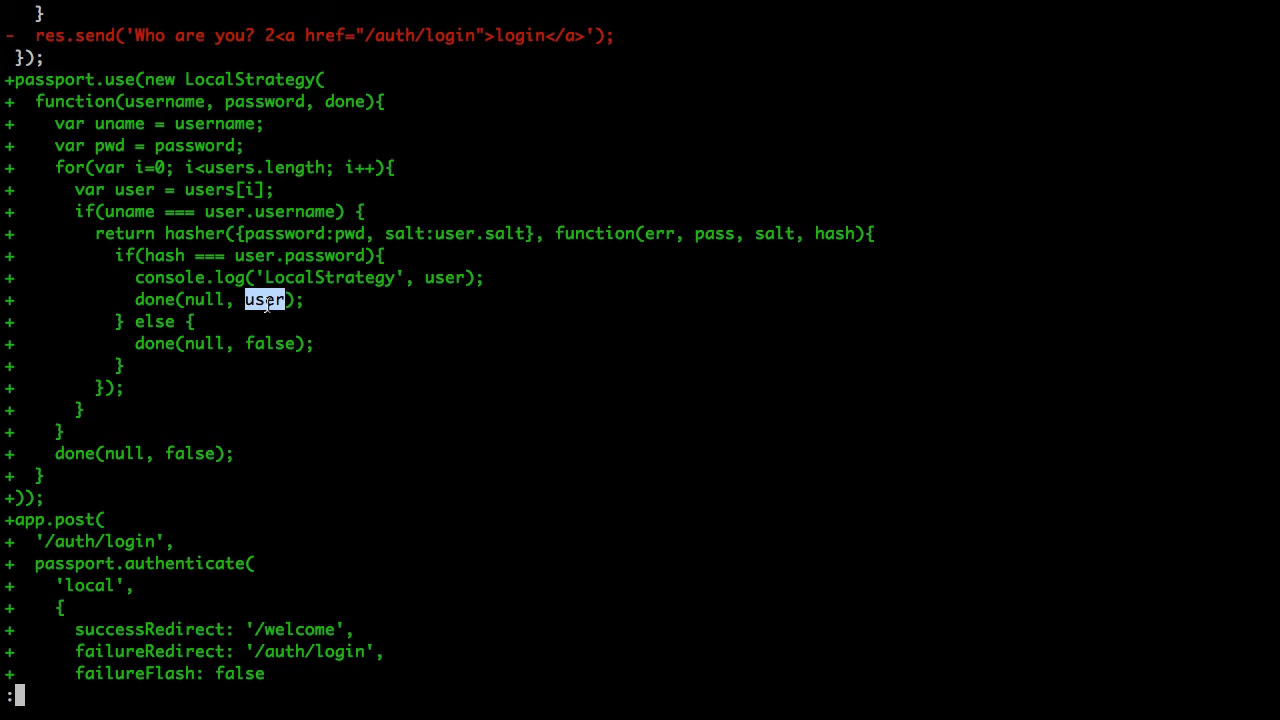 }
-  res.send('Who are you? 2<a href="/auth/login">login</a>');
 });
+passport.use(new LocalStrategy(
+  function(username, password, done){
+    var uname = username;
+    var pwd = password;
+    for(var i=0; i<users.length; i++){
+      var user = users[i];
+      if(uname === user.username) {
+        return hasher({password:pwd, salt:user.salt}, function(err, pass, salt, hash){
+          if(hash === user.password){
+            console.log('LocalStrategy', user);
+            done(null, user);
+          } else {
+            done(null, false);
+          }
+        });
+      }
+    }
+    done(null, false);
+  }
+));
+app.post(
+  '/auth/login',
+  passport.authenticate(
+    'local',
+    {
+      successRedirect: '/welcome',
+      failureRedirect: '/auth/login',
+      failureFlash: false
: